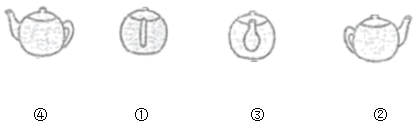 ④ ① ③ ②